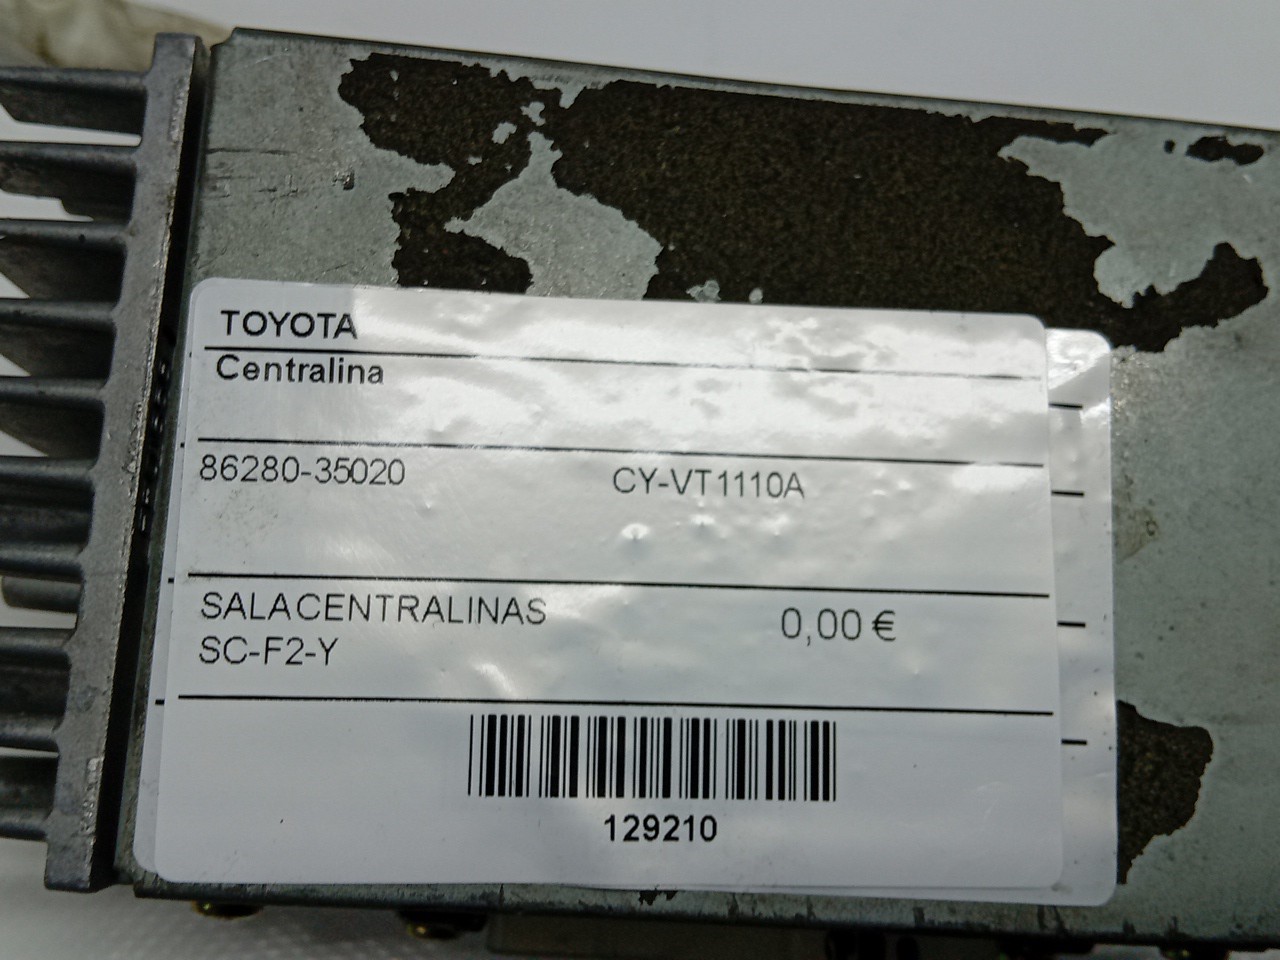 TOYOTA
Centralina
86280-35020 CY-VT1110A
SALACENTRALINAS 0,00 €
SC-F2-Y
129210